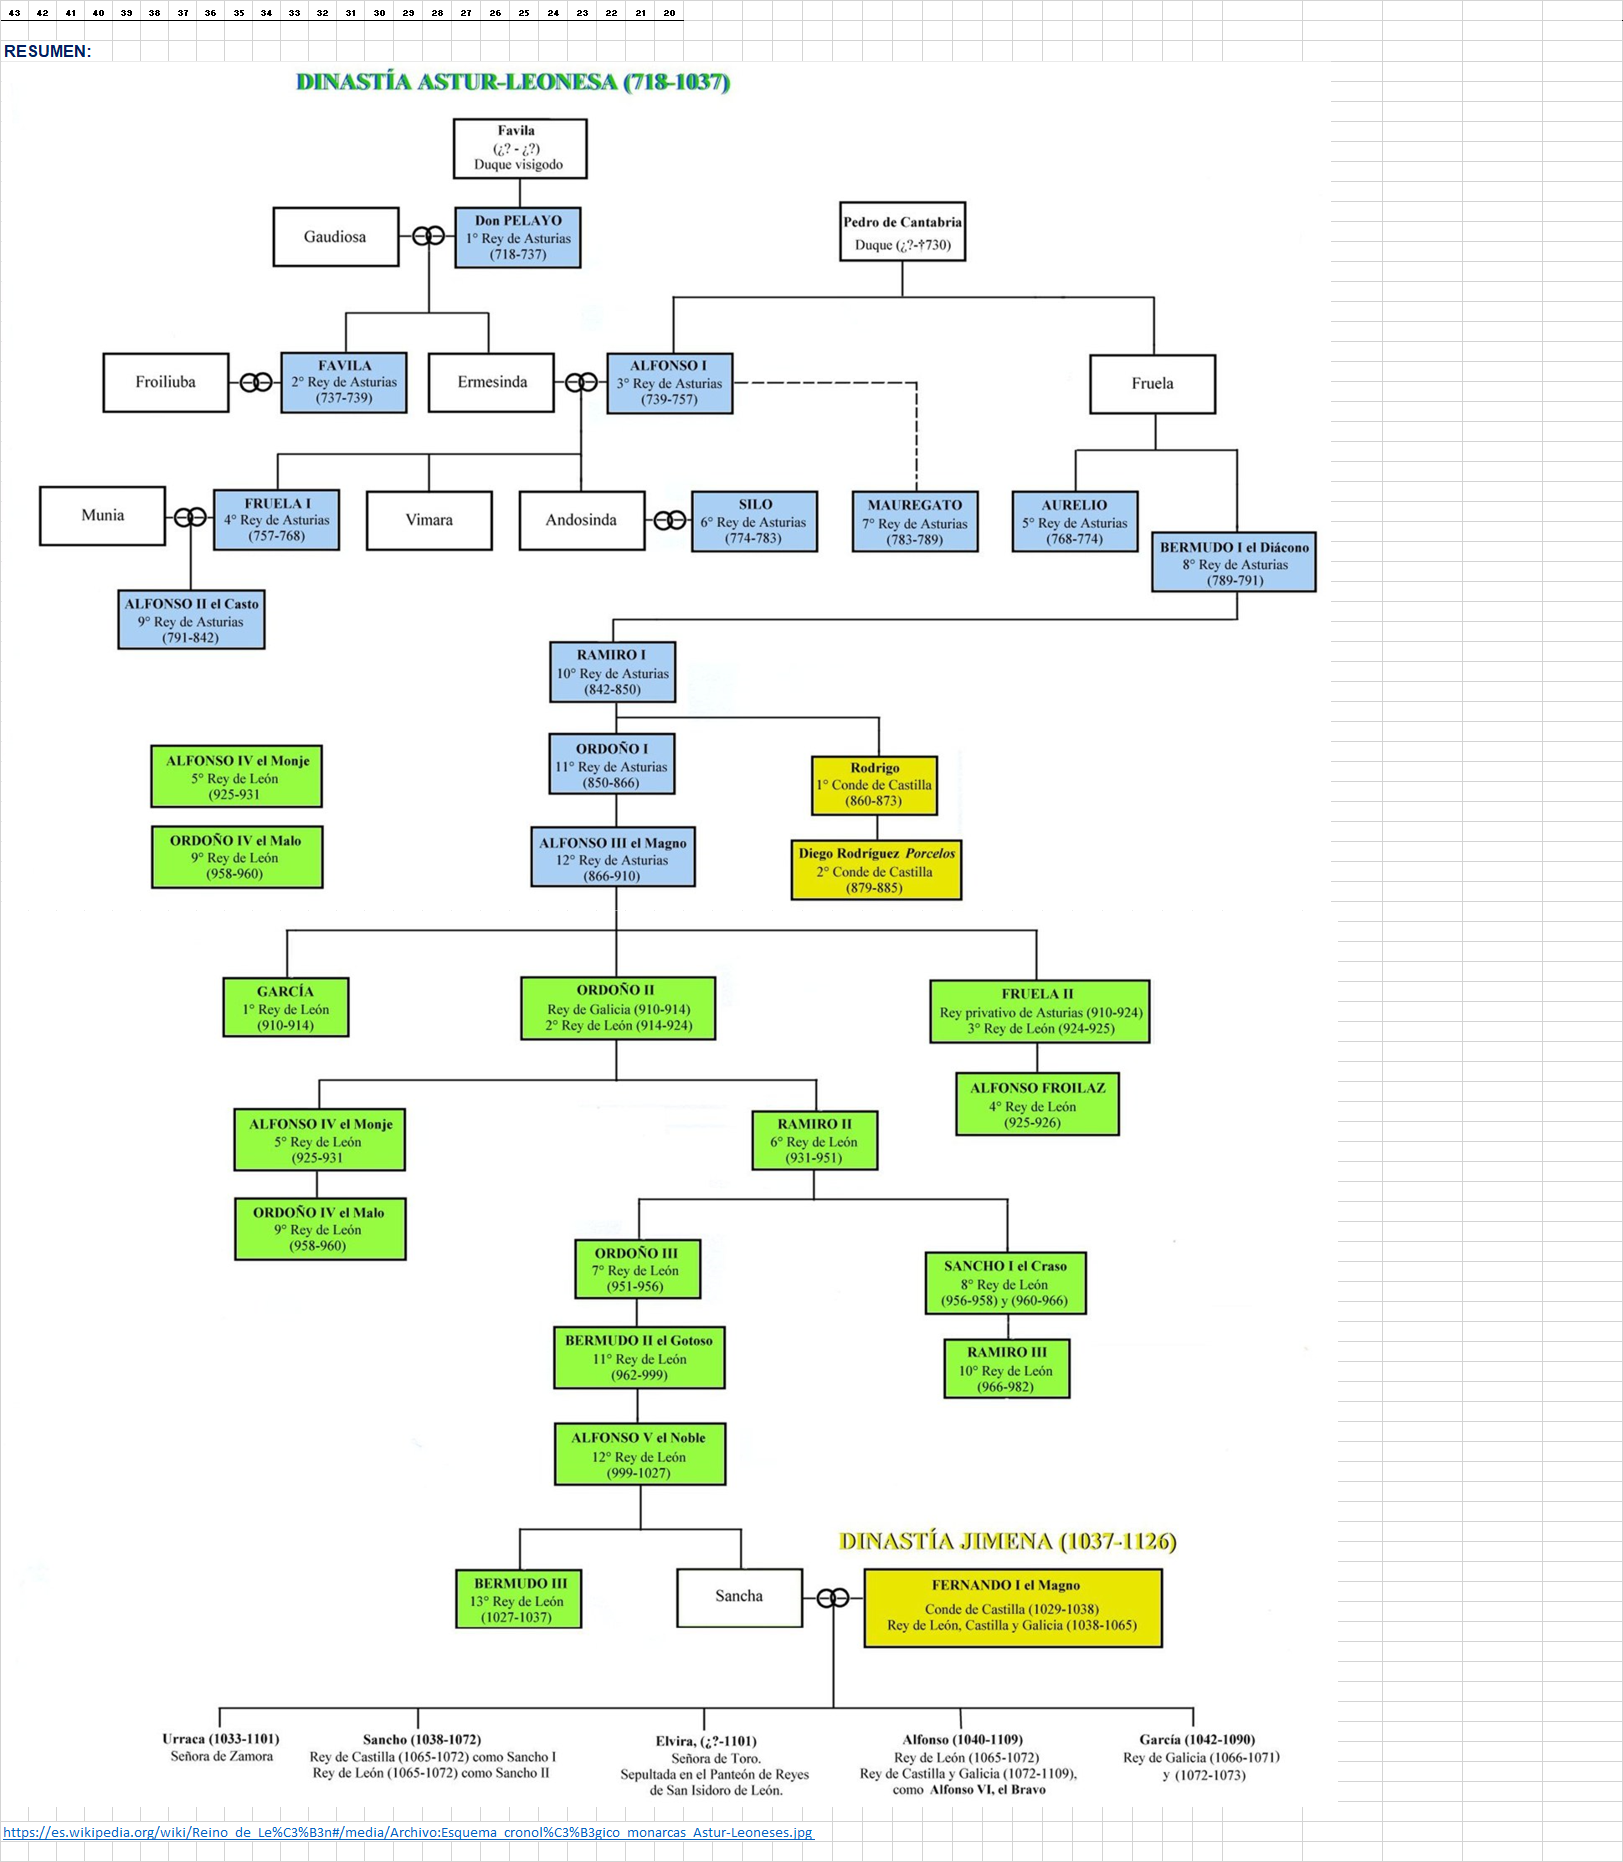 43 42 41 40 39 38 37 36 35 34 33 32 31 30 29 28 27 26 25 24 23 22 21 20
RESUMEN:
DINASTÍA ASTUR-LEONESA (718-1037)
Favila
(¿? - ¿?)
Duque visigodo
Gaudiosa
Don PELAYO
1° Rey de Asturias
(718-737)
Pedro de Cantabria
Duque (¿?-†730)
Froiliuba
FAVILA
2° Rey de Asturias
(737-739)
Ermesinda
ALFONSO I
3° Rey de Asturias
(739-757)
Fruela
Munia
FRUELA I
4° Rey de Asturias
(757-768)
Vimara
Andosinda
SILO
6° Rey de Asturias
(774-783)
MAUREGATO
7° Rey de Asturias
(783-789)
AURELIO
5° Rey de Asturias
(768-774)
BERMUDO I el Diácono
8° Rey de Asturias
(789-791)
ALFONSO II el Casto
9° Rey de Asturias
(791-842)
RAMIRO I
10° Rey de Asturias
(842-850)
ALFONSO IV el Monje
5° Rey de León
(925-931
ORDOÑO I
11° Rey de Asturias
(850-866)
Rodrigo
1° Conde de Castilla
(860-873)
ORDOÑO IV el Malo
9° Rey de León
(958-960)
ALFONSO III el Magno
12° Rey de Asturias
(866-910)
Diego Rodríguez Porcelos
2° Conde de Castilla
(879-885)
GARCÍA
1° Rey de León
(910-914)
ORDOÑO II
Rey de Galicia (910-914)
2° Rey de León (914-924)
FRUELA II
Rey privativo de Asturias (910-924)
3° Rey de León (924-925)
ALFONSO FROILAZ
4° Rey de León
(925-926)
ALFONSO IV el Monje
5° Rey de León
(925-931
RAMIRO II
6° Rey de León
(931-951)
ORDOÑO IV el Malo
9° Rey de León
(958-960)
ORDOÑO III
7° Rey de León
(951-956)
SANCHO I el Craso
8° Rey de León
(956-958) y (960-966)
BERMUDO II el Gotoso
11° Rey de León
(962-999)
RAMIRO III
10° Rey de León
(966-982)
ALFONSO V el Noble
12° Rey de León
(999-1027)
DINASTÍA JIMENA (1037-1126)
BERMUDO III
13° Rey de León
(1027-1037)
Sancha
FERNANDO I el Magno
Conde de Castilla (1029-1038)
Rey de León, Castilla y Galicia (1038-1065)
Urraca (1033-1101)
Señora de Zamora
Sancho (1038-1072)
Rey de Castilla (1065-1072) como Sancho I
Rey de León (1065-1072) como Sancho II
Elvira, (¿?-1101)
Señora de Toro.
Sepultada en el Panteón de Reyes
de San Isidoro de León.
Alfonso (1040-1109)
Rey de León (1065-1072)
Rey de Castilla y Galicia (1072-1109),
como Alfonso VI, el Bravo
García (1042-1090)
Rey de Galicia (1066-1071)
y (1072-1073)
https://es.wikipedia.org/wiki/Reino_de_Le%C3%B3n#/media/Archivo:Esquema_cronol%C3%B3gico_monarcas_Astur-Leoneses.jpg